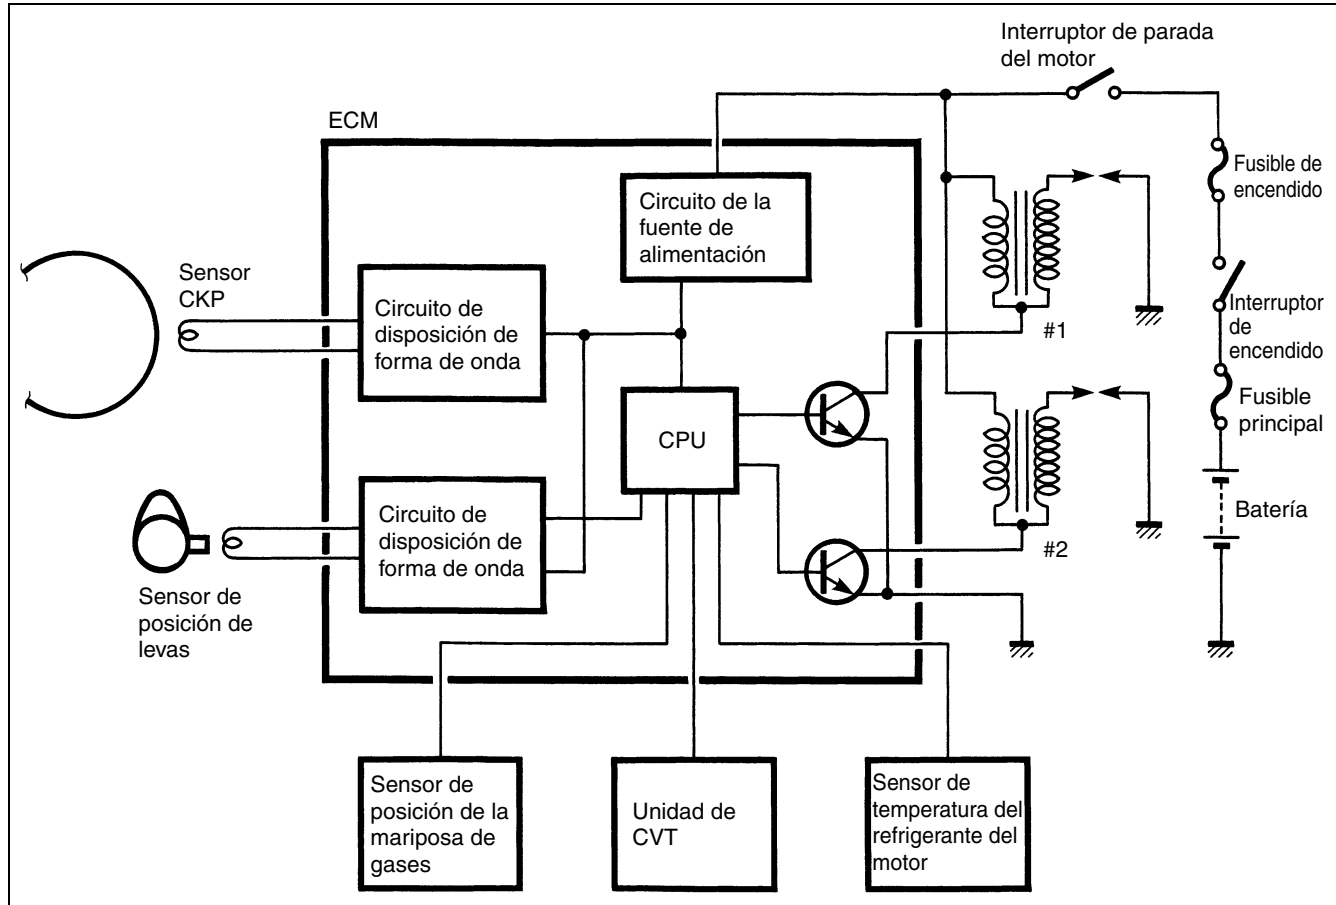 Interruptor de parada
del motor
ECM
Fusible de
encendido
Circuito de la
fuente de
alimentación
Sensor
CKP
Circuito de
disposición de
forma de onda
#1
Interruptor
de
encendido
Fusible
principal
CPU
Circuito de
disposición de
forma de onda
Batería
#2
Sensor de
posición de
levas
Sensor de
posición de la
mariposa de
gases
Unidad de
CVT
Sensor de
temperatura del
refrigerante del
motor